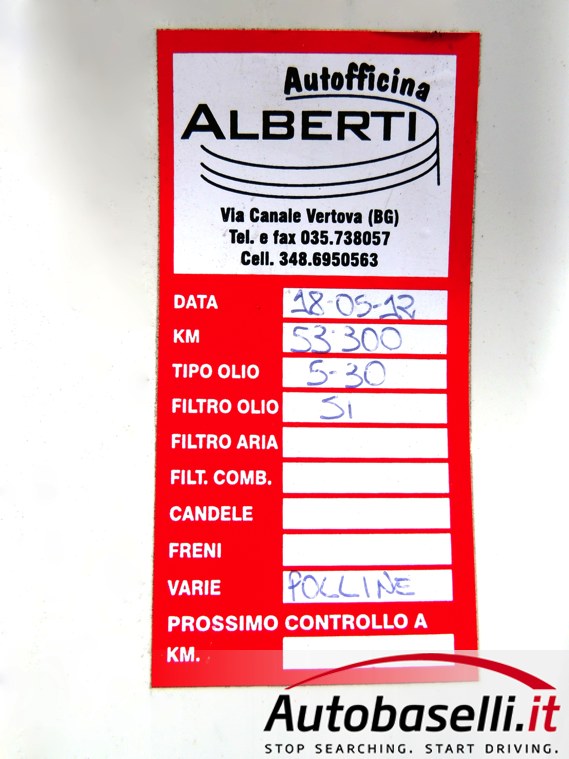 Autofficina
ALBERTI
Via Canale Vertova (BG)
Tel. e fax 035.738057
Cell. 348.6950563
DATA 18-05-12
KM 53.300
TIPO OLIO 5-30
FILTRO OLIO Si
FILTRO ARIA
FILT. COMB.
CANDELE
FRENI
VARIE POLLINE
PROSSIMO CONTROLLO A
KM.
Autobaselli.it
STOP SEARCHING. START DRIVING.